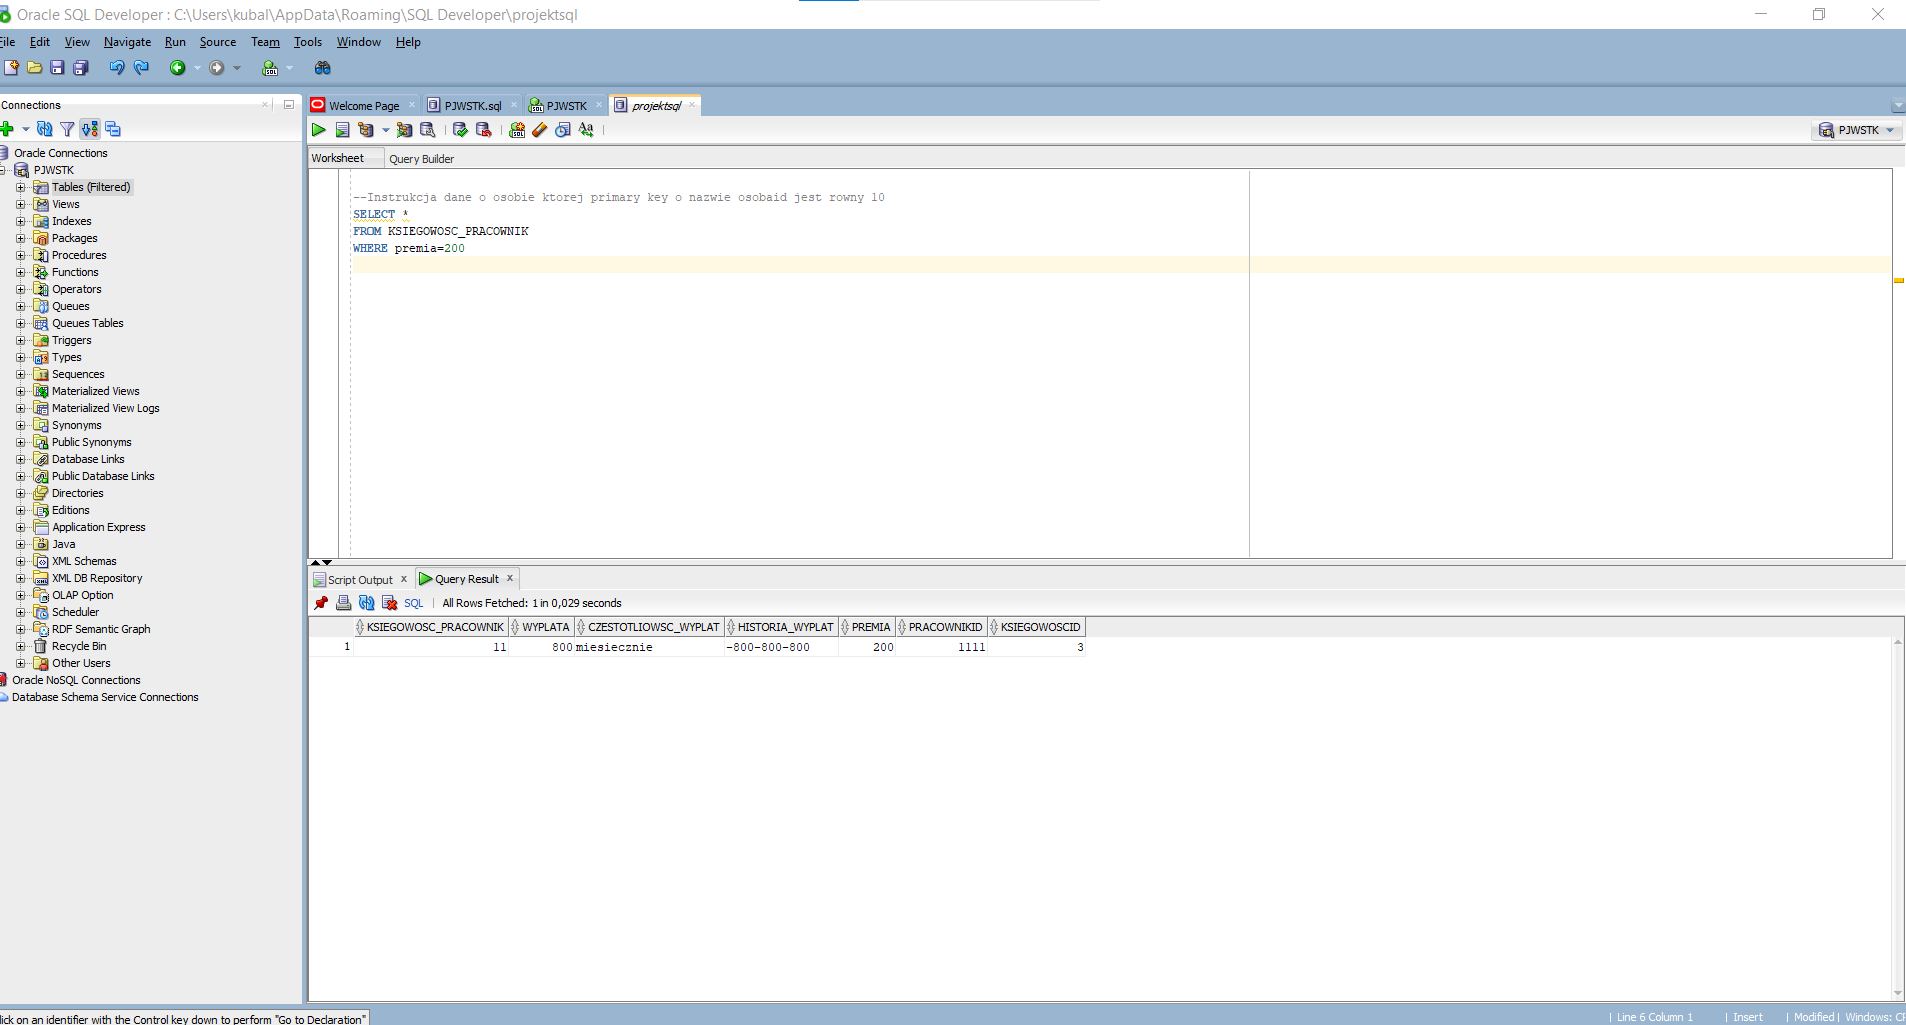 Oracle SQL Developer : C:\Users\kubal\AppData\Roaming\SQL Developer\projektsql
File Edit View Navigate Run Source Team Tools Window Help
Connections
Welcome Page
PJWSTK.sql
PJWSTK
projektsql
PJWSTK
Worksheet
Query Builder
Oracle Connections
PJWSTK
Tables (Filtered)
Views
Indexes
Packages
Procedures
Functions
Operators
Queues
Queues Tables
Triggers
Types
Sequences
Materialized Views
Materialized View Logs
Synonyms
Public Synonyms
Database Links
Public Database Links
Directories
Editions
Application Express
Java
XML Schemas
XML DB Repository
OLAP Option
Scheduler
RDF Semantic Graph
Recycle Bin
Other Users
Oracle NoSQL Connections
Database Schema Service Connections
--Instrukcja dane o osobie ktorej primary key o nazwie osobaid jest rowny 10
SELECT *
FROM KSIEGOWOSC_PRACOWNIK
WHERE premia=200
Script Output
Query Result
SQL | All Rows Fetched: 1 in 0,029 seconds
KSIEGOWOSC_PRACOWNIK WYPLATA CZESTOTLIOWSC_WYPLAT HISTORIA_WYPLAT PREMIA PRACOWNIKID KSIEGOWOSCID
1 11 800 miesiecznie -800-800-800 200 1111 3
lick on an identifier with the Control key down to perform "Go to Declaration"
| Line 6 Column 1 | Insert | Modified | Windows: CF